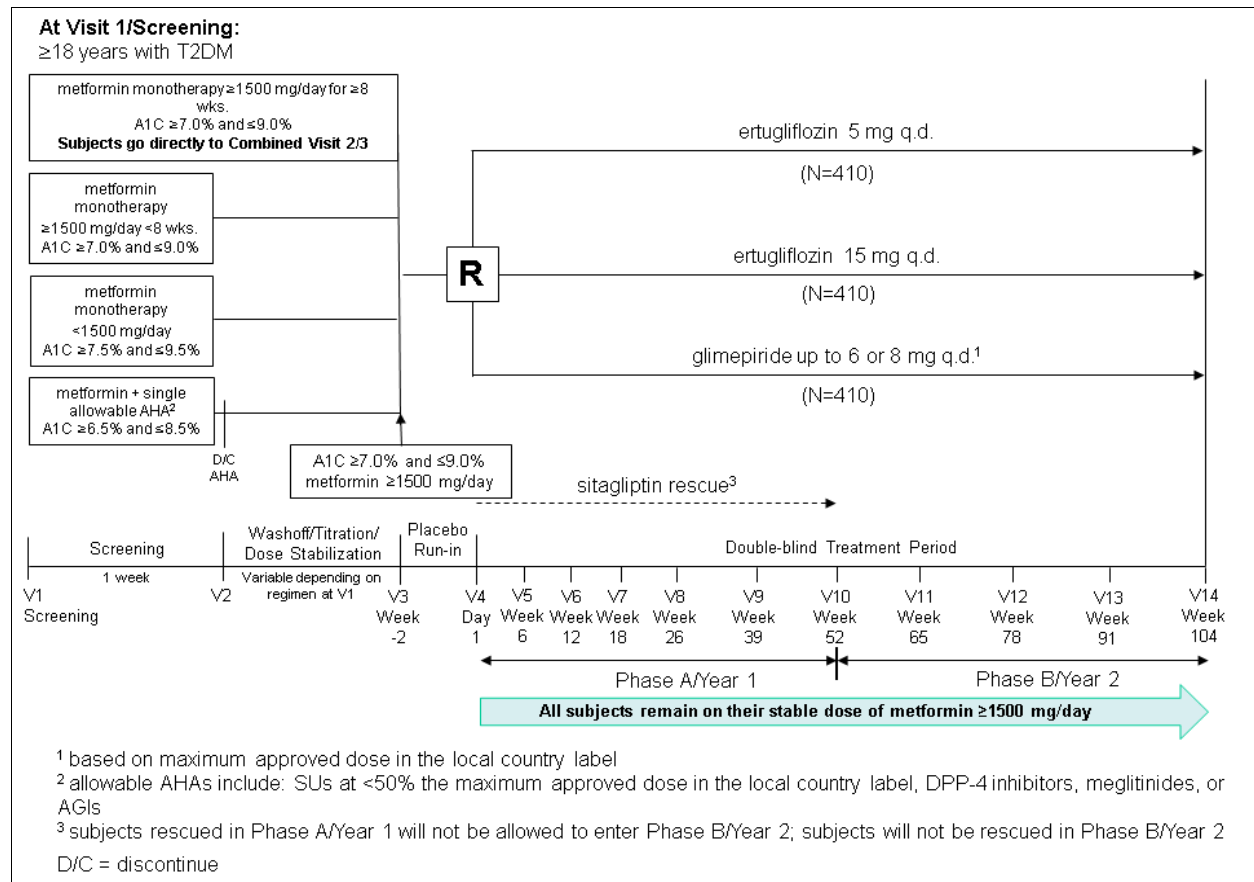 At Visit 1/Screening:
≥18 years with T2DM
metformin monotherapy ≥1500 mg/day for ≥8
wks.
A1C ≥7.0% and ≤9.0%
Subjects go directly to Combined Visit 2/3
metformin
monotherapy
≥1500 mg/day <8 wks.
A1C ≥7.0% and ≤9.0%
metformin
monotherapy
<1500 mg/day
A1C ≥7.5% and ≤9.5%
metformin + single
allowable AHA²
A1C ≥6.5% and ≤8.5%
D/C
AHA
A1C ≥7.0% and ≤9.0%
metformin ≥1500 mg/day
R
ertugliflozin 5 mg q.d.
(N=410)
ertugliflozin 15 mg q.d.
(N=410)
glimepiride up to 6 or 8 mg q.d.¹
(N=410)
sitagliptin rescue³
Screening
1 week
Washoff/Titration/
Dose Stabilization
Variable depending on
regimen at V1
Placebo
Run-in
Double-blind Treatment Period
V1
Screening
V2
V3
Week
-2
V4
Day
1
V5
Week
6
V6
Week
12
V7
Week
18
V8
Week
26
V9
Week
39
V10
Week
52
V11
Week
65
V12
Week
78
V13
Week
91
V14
Week
104
Phase A/Year 1
Phase B/Year 2
All subjects remain on their stable dose of metformin ≥1500 mg/day
¹ based on maximum approved dose in the local country label
² allowable AHAs include: SUs at <50% the maximum approved dose in the local country label, DPP-4 inhibitors, meglitinides, or
AGIs
³ subjects rescued in Phase A/Year 1 will not be allowed to enter Phase B/Year 2; subjects will not be rescued in Phase B/Year 2
D/C = discontinue